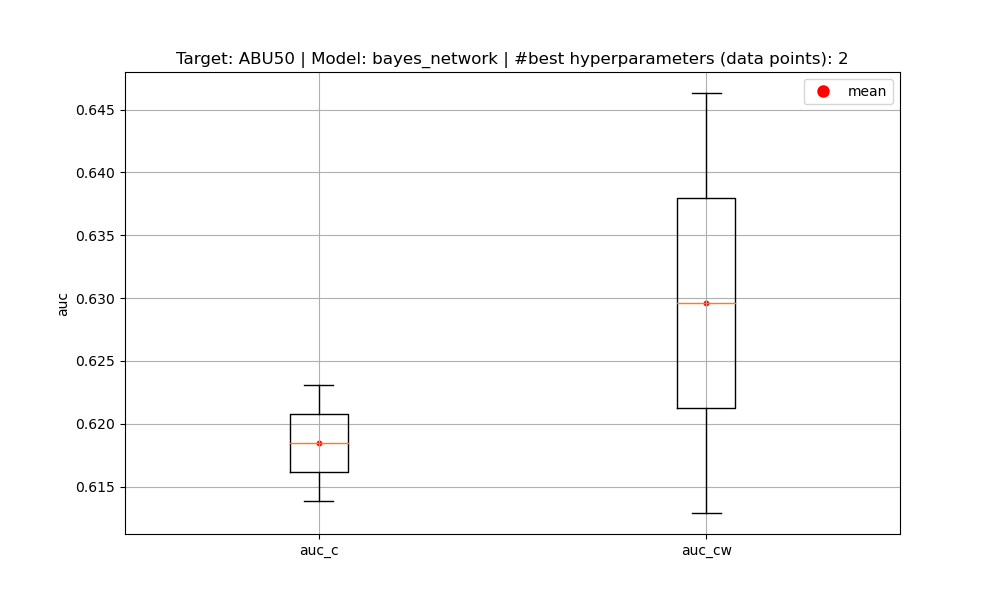 Target: ABU50 | Model: bayes_network | #best hyperparameters (data points): 2
mean
0.645
0.640
0.635
0.630
0.625
0.620
0.615
auc
auc_c
auc_cw